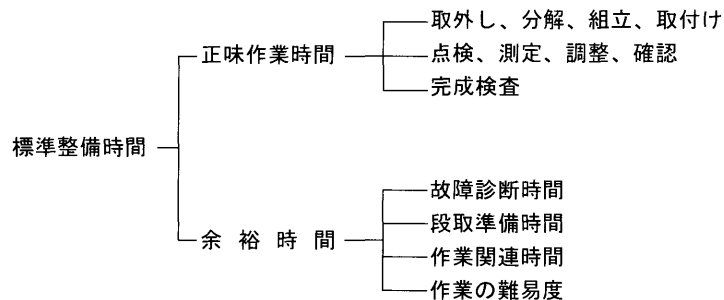 取外し、分解、組立、取付け
正味作業時間
点検、測定、調整、確認
完成検査
標準整備時間
故障診断時間
段取準備時間
余裕時間
作業関連時間
作業の難易度